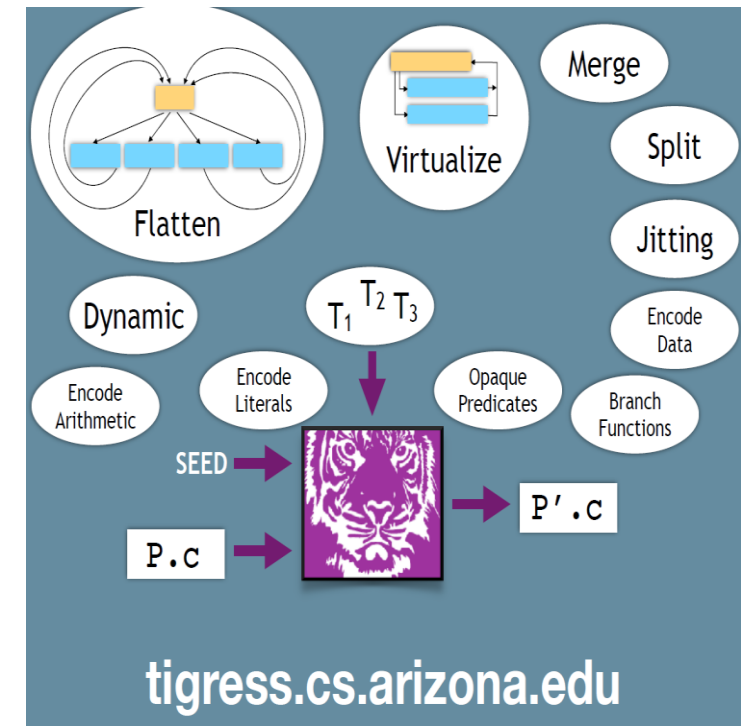 Merge
Split
Virtualize
Flatten
Jitting
Dynamic
T1 T2 T3
Encode
Data
Encode
Arithmetic
Encode
Literals
Opaque
Predicates
Branch
Functions
SEED
P.c
P'.c
tigress.cs.arizona.edu